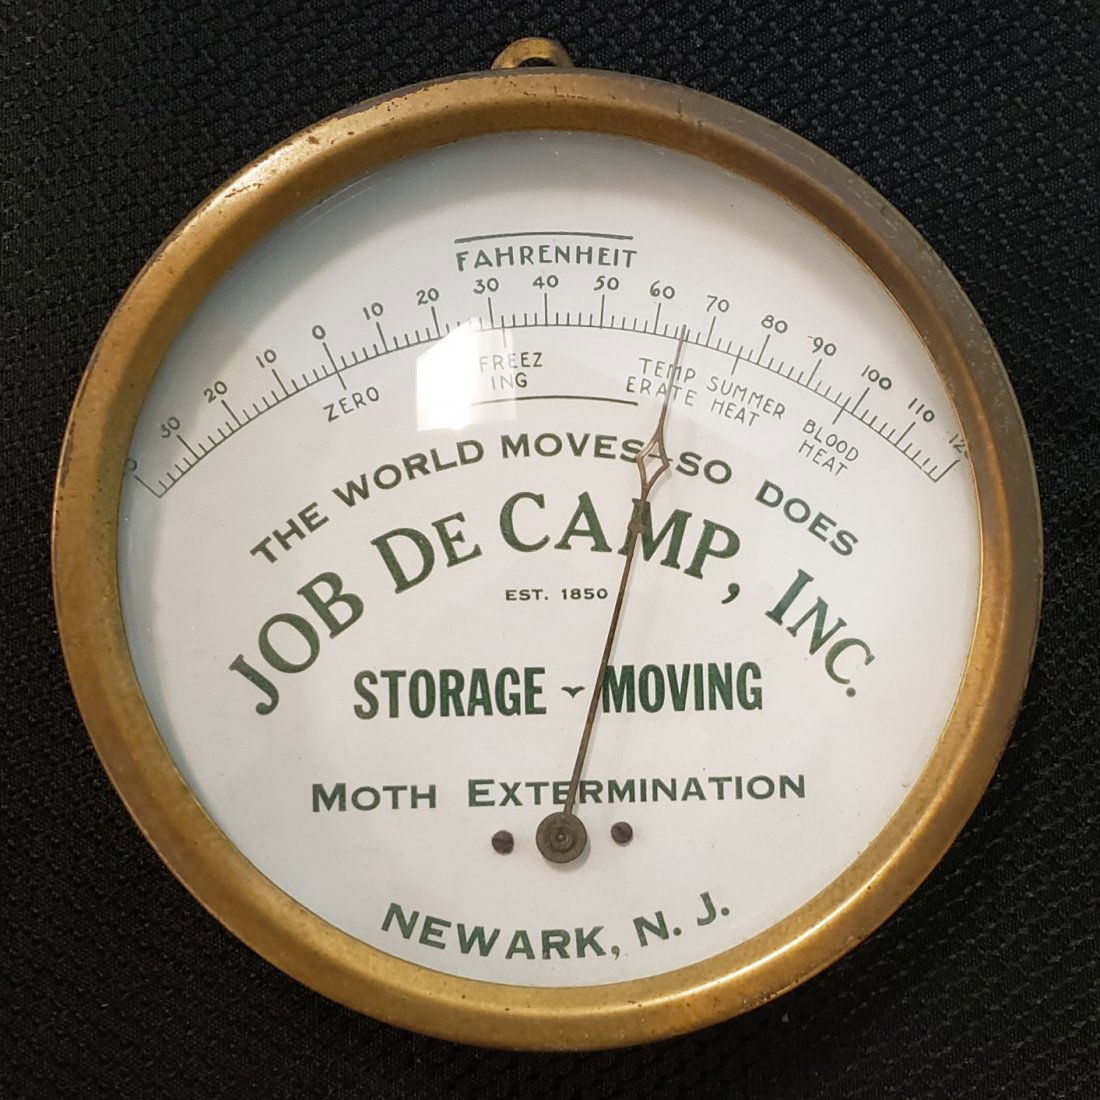 FAHRENHEIT
30 20 10 0 10 20 30 40 50 60 70 80 90 100 110
ZERO
FREEZ
ING
TEMP
ERATE
SUMMER
HEAT
BLOOD
HEAT
THE WORLD MOVES-SO DOES
JOB DE CAMP, INC.
EST. 1850
STORAGE - MOVING
MOTH EXTERMINATION
NEWARK, N. J.